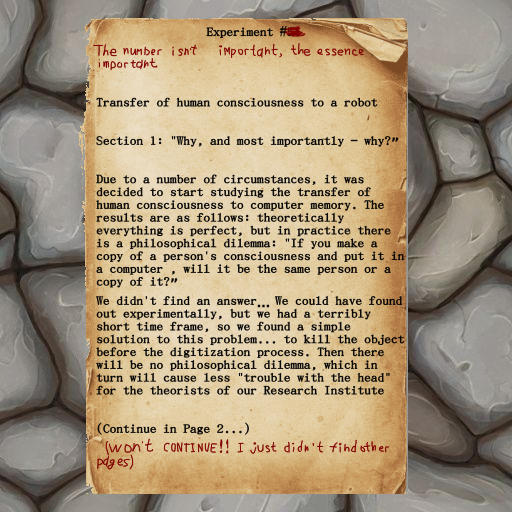 Experiment #
The number isn't important, the essence
important
Transfer of human consciousness to a robot
Section 1: "Why, and most importantly - why?"
Due to a number of circumstances, it was
decided to start studying the transfer of
human consciousness to computer memory. The
results are as follows: theoretically
everything is perfect, but in practice there
is a philosophical dilemma: "If you make a
copy of a person's consciousness and put it in
a computer , will it be the same person or a
copy of it?"
We didn't find an answer... We could have found
out experimentally, but we had a terribly
short time frame, so we found a simple
solution to this problem... to kill the object
before the digitization process. Then there
will be no philosophical dilemma, which in
turn will cause less "trouble with the head"
for the theorists of our Research Institute
(Continue in Page 2...)
(won't CONTINUE!! I just didn't find other
pages)